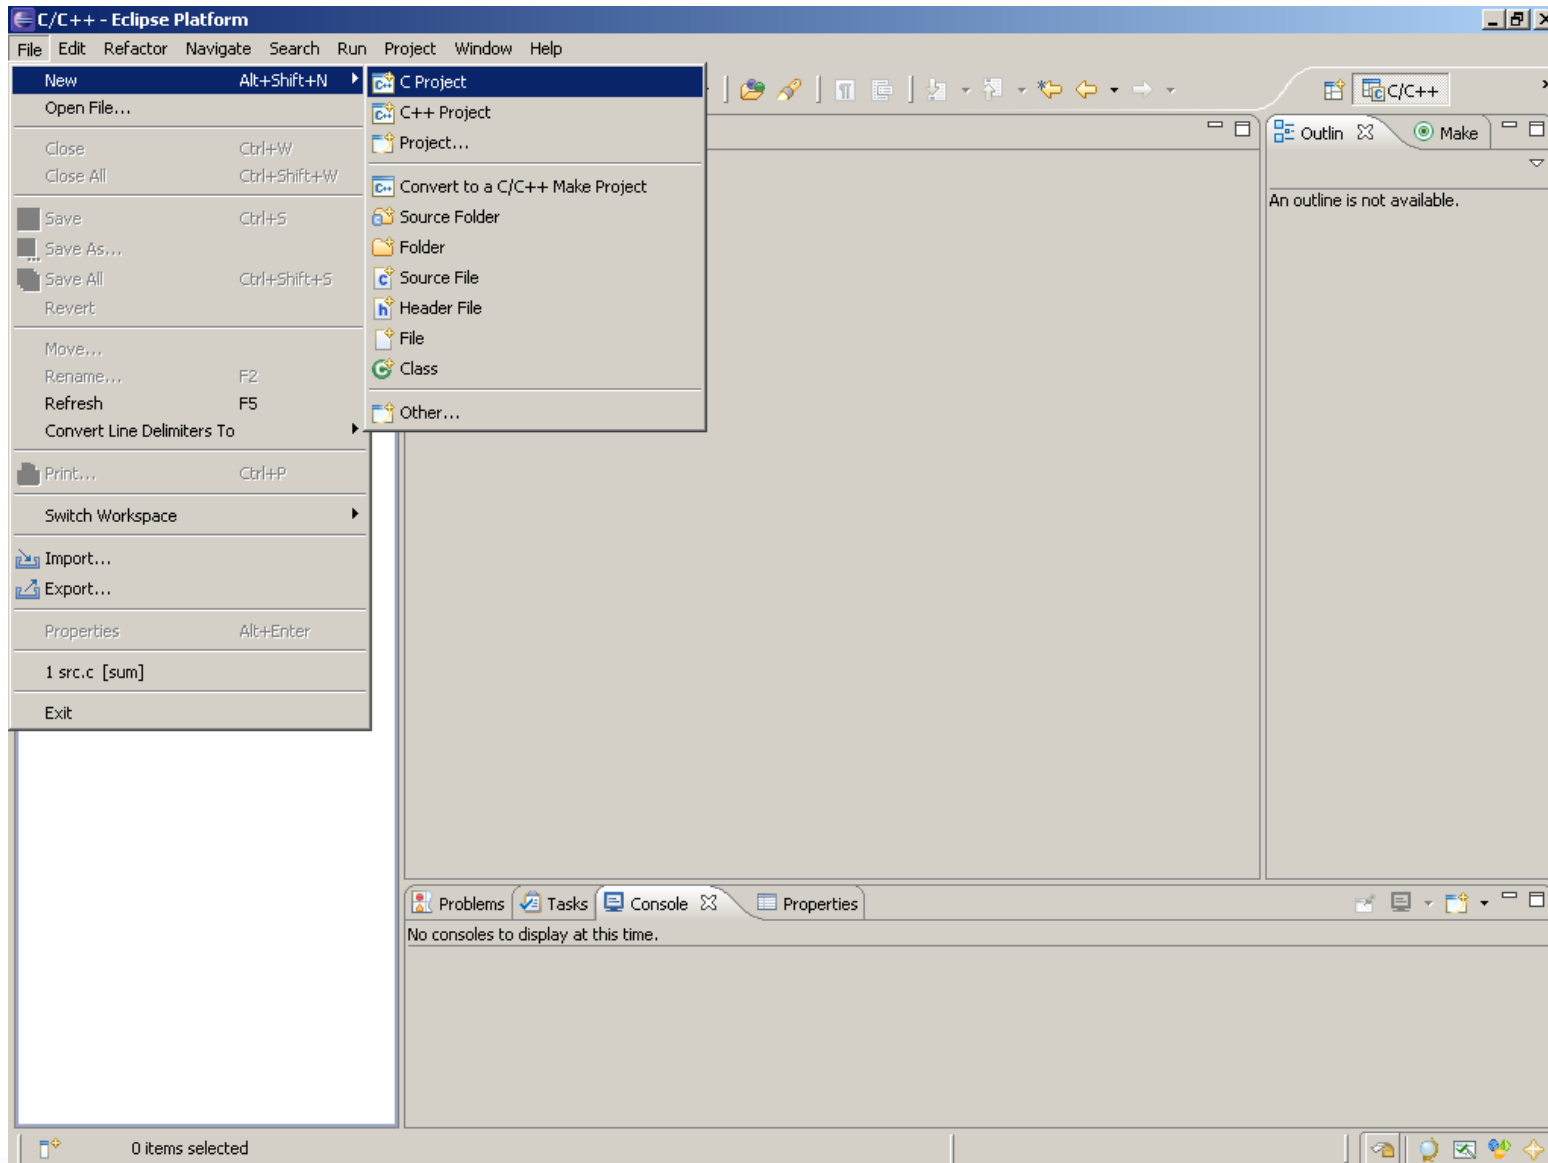 C/C++ - Eclipse Platform
File Edit Refactor Navigate Search Run Project Window Help
New Alt+Shift+N
Open File...
Close Ctrl+W
Close All Ctrl+Shift+W
Save Ctrl+S
Save As...
Save All Ctrl+Shift+S
Revert
Move...
Rename... F2
Refresh F5
Convert Line Delimiters To
Print... Ctrl+P
Switch Workspace
Import...
Export...
Properties Alt+Enter
1 src.c [sum]
Exit
C Project
C++ Project
Project...
Convert to a C/C++ Make Project
Source Folder
Folder
Source File
Header File
File
Class
Other...
C/C++
Outlin Make
An outline is not available.
Problems Tasks Console Properties
No consoles to display at this time.
0 items selected